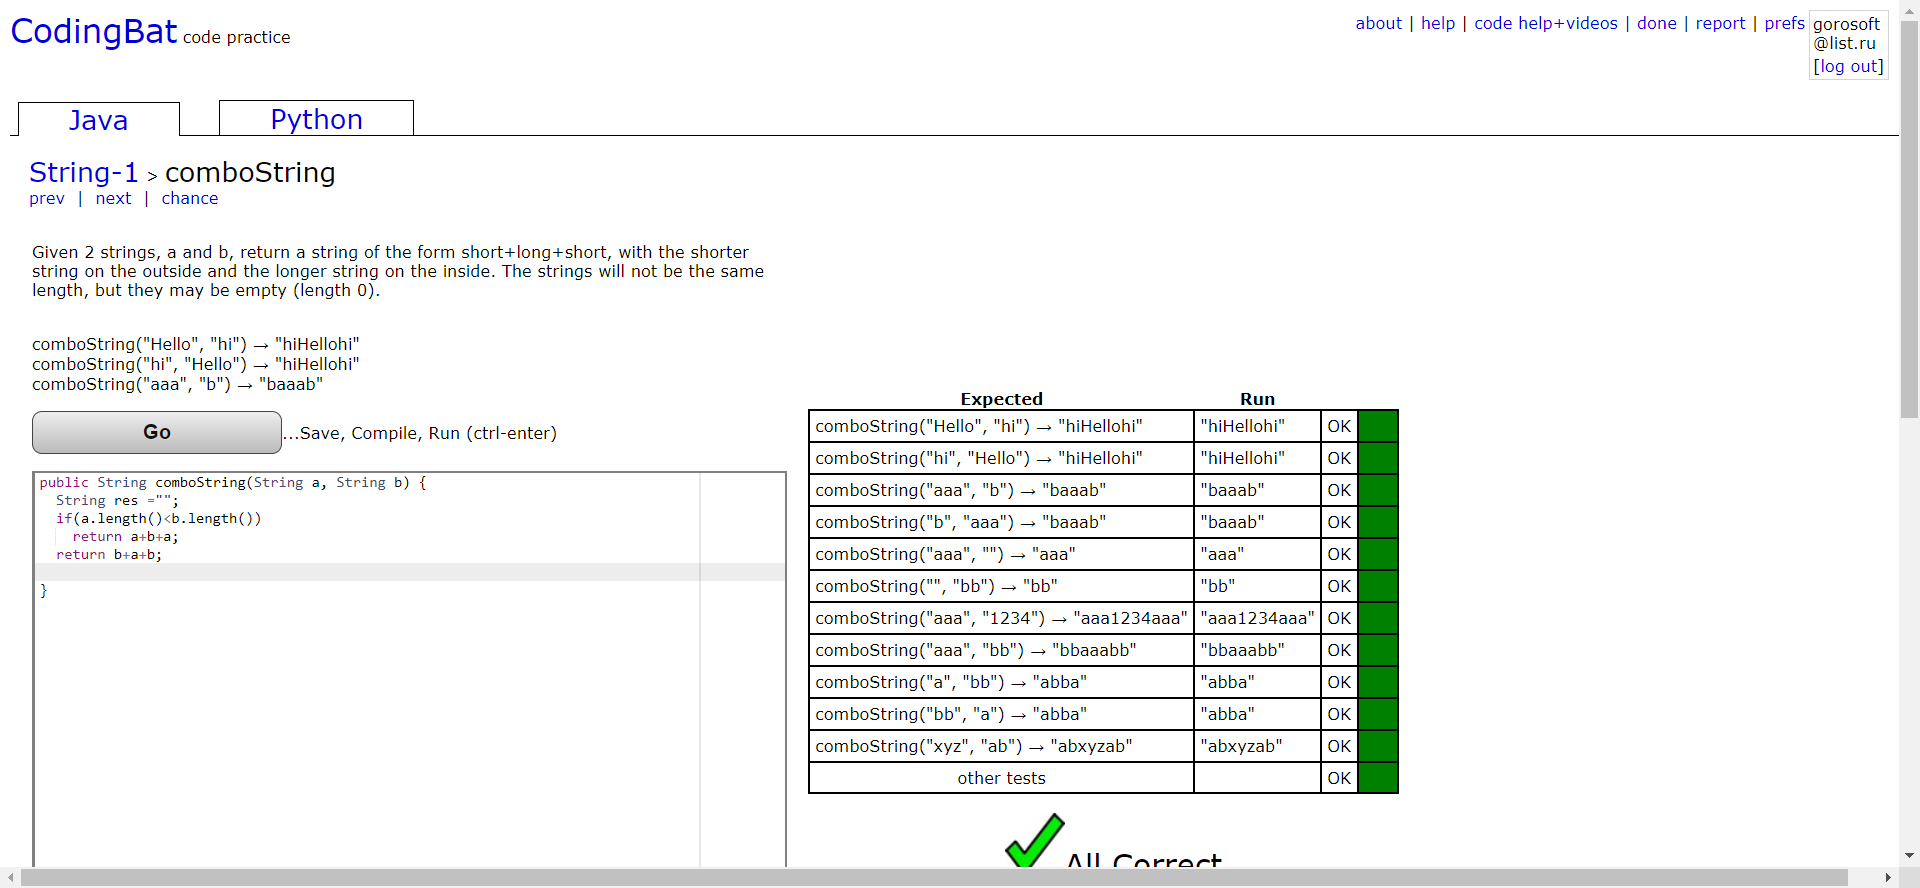 CodingBat code practice
about | help | code help+videos | done | report | prefs
gorosoft
@list.ru
[log out]
Java
Python
String-1 > comboString
prev | next | chance
Given 2 strings, a and b, return a string of the form short+long+short, with the shorter
string on the outside and the longer string on the inside. The strings will not be the same
length, but they may be empty (length 0).
comboString("Hello", "hi") → "hiHellohi"
comboString("hi", "Hello") → "hiHellohi"
comboString("aaa", "b") → "baaab"
Go ...Save, Compile, Run (ctrl-enter)
public String comboString(String a, String b) {
  String res ="";
  if(a.length()<b.length())
    return a+b+a;
  return b+a+b;
}
Expected Run
comboString("Hello", "hi") → "hiHellohi" "hiHellohi" OK
comboString("hi", "Hello") → "hiHellohi" "hiHellohi" OK
comboString("aaa", "b") → "baaab" "baaab" OK
comboString("b", "aaa") → "baaab" "baaab" OK
comboString("aaa", "") → "aaa" "aaa" OK
comboString("", "bb") → "bb" "bb" OK
comboString("aaa", "1234") → "aaa1234aaa" "aaa1234aaa" OK
comboString("aaa", "bb") → "bbaaabb" "bbaaabb" OK
comboString("a", "bb") → "abba" "abba" OK
comboString("bb", "a") → "abba" "abba" OK
comboString("xyz", "ab") → "abxyzab" "abxyzab" OK
other tests OK
All Correct